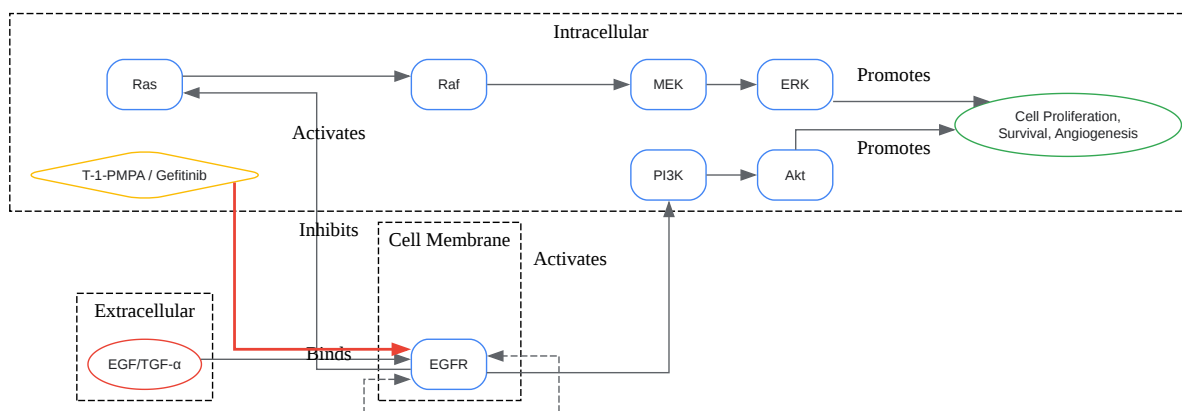 Intracellular
Ras
Raf
MEK
ERK
Promotes
Cell Proliferation,
Survival, Angiogenesis
Activates
Promotes
T-1-PMPA / Gefitinib
PI3K
Akt
Inhibits
Cell Membrane
Activates
Extracellular
Binds
EGF/TGF-α
EGFR